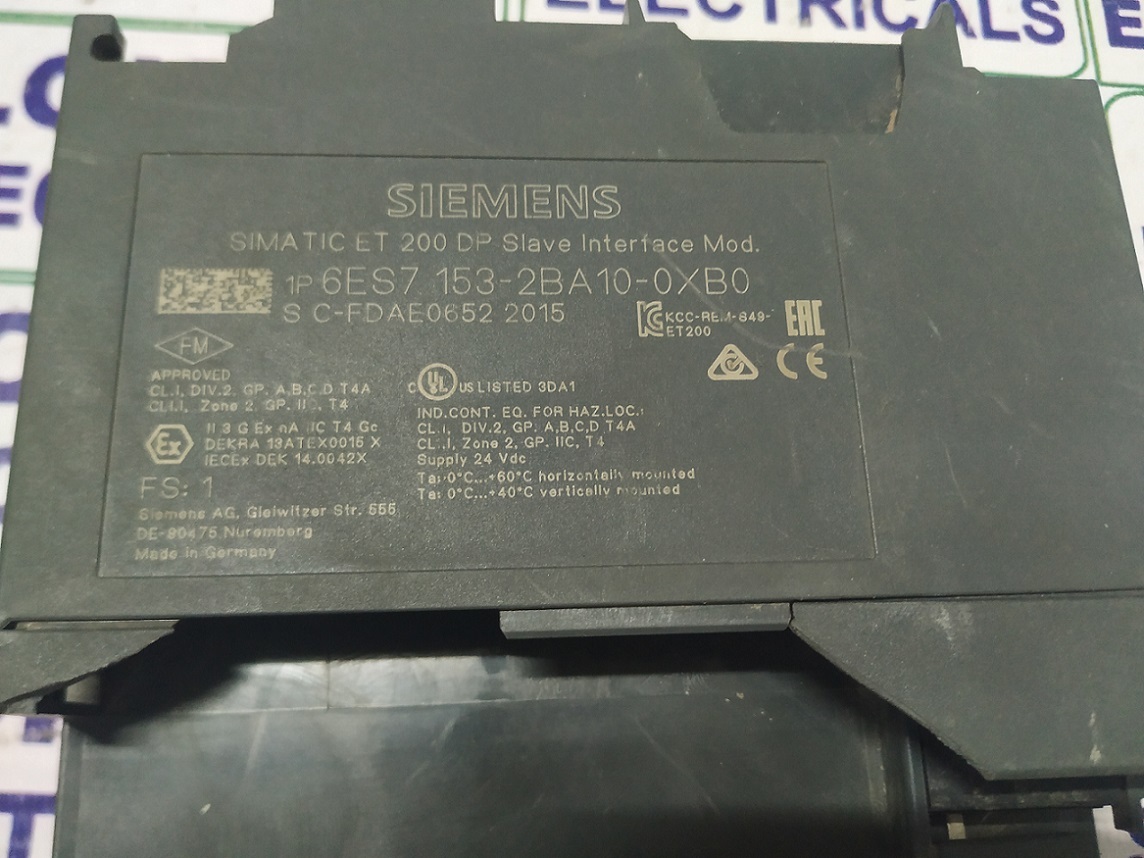 ELECTRICALS
SIEMENS
SIMATIC ET 200 DP Slave Interface Mod.
1P 6ES7 153-2BA10-0XB0
S C-FDAE0652 2015
KCC-REM-S49-
ET200
EAC
FM
APPROVED
CL.I, DIV.2, GP. A,B,C,D T4A
CL.I, Zone 2, GP. IIC, T4
C UL US LISTED 3DA1
IND.CONT. EQ. FOR HAZ.LOC.:
CL.I, DIV.2, GP. A,B,C,D T4A
CL.I, Zone 2, GP. IIC, T4
Supply 24 Vdc
Ta: 0°C...+60°C horizontally mounted
Ta: 0°C...+40°C vertically mounted
CE
Ex
II 3 G Ex nA IIC T4 Gc
DEKRA 13ATEX0015 X
IECEx DEK 14.0042X
FS: 1
Siemens AG, Gleiwitzer Str. 555
DE-90475 Nuremberg
Made in Germany